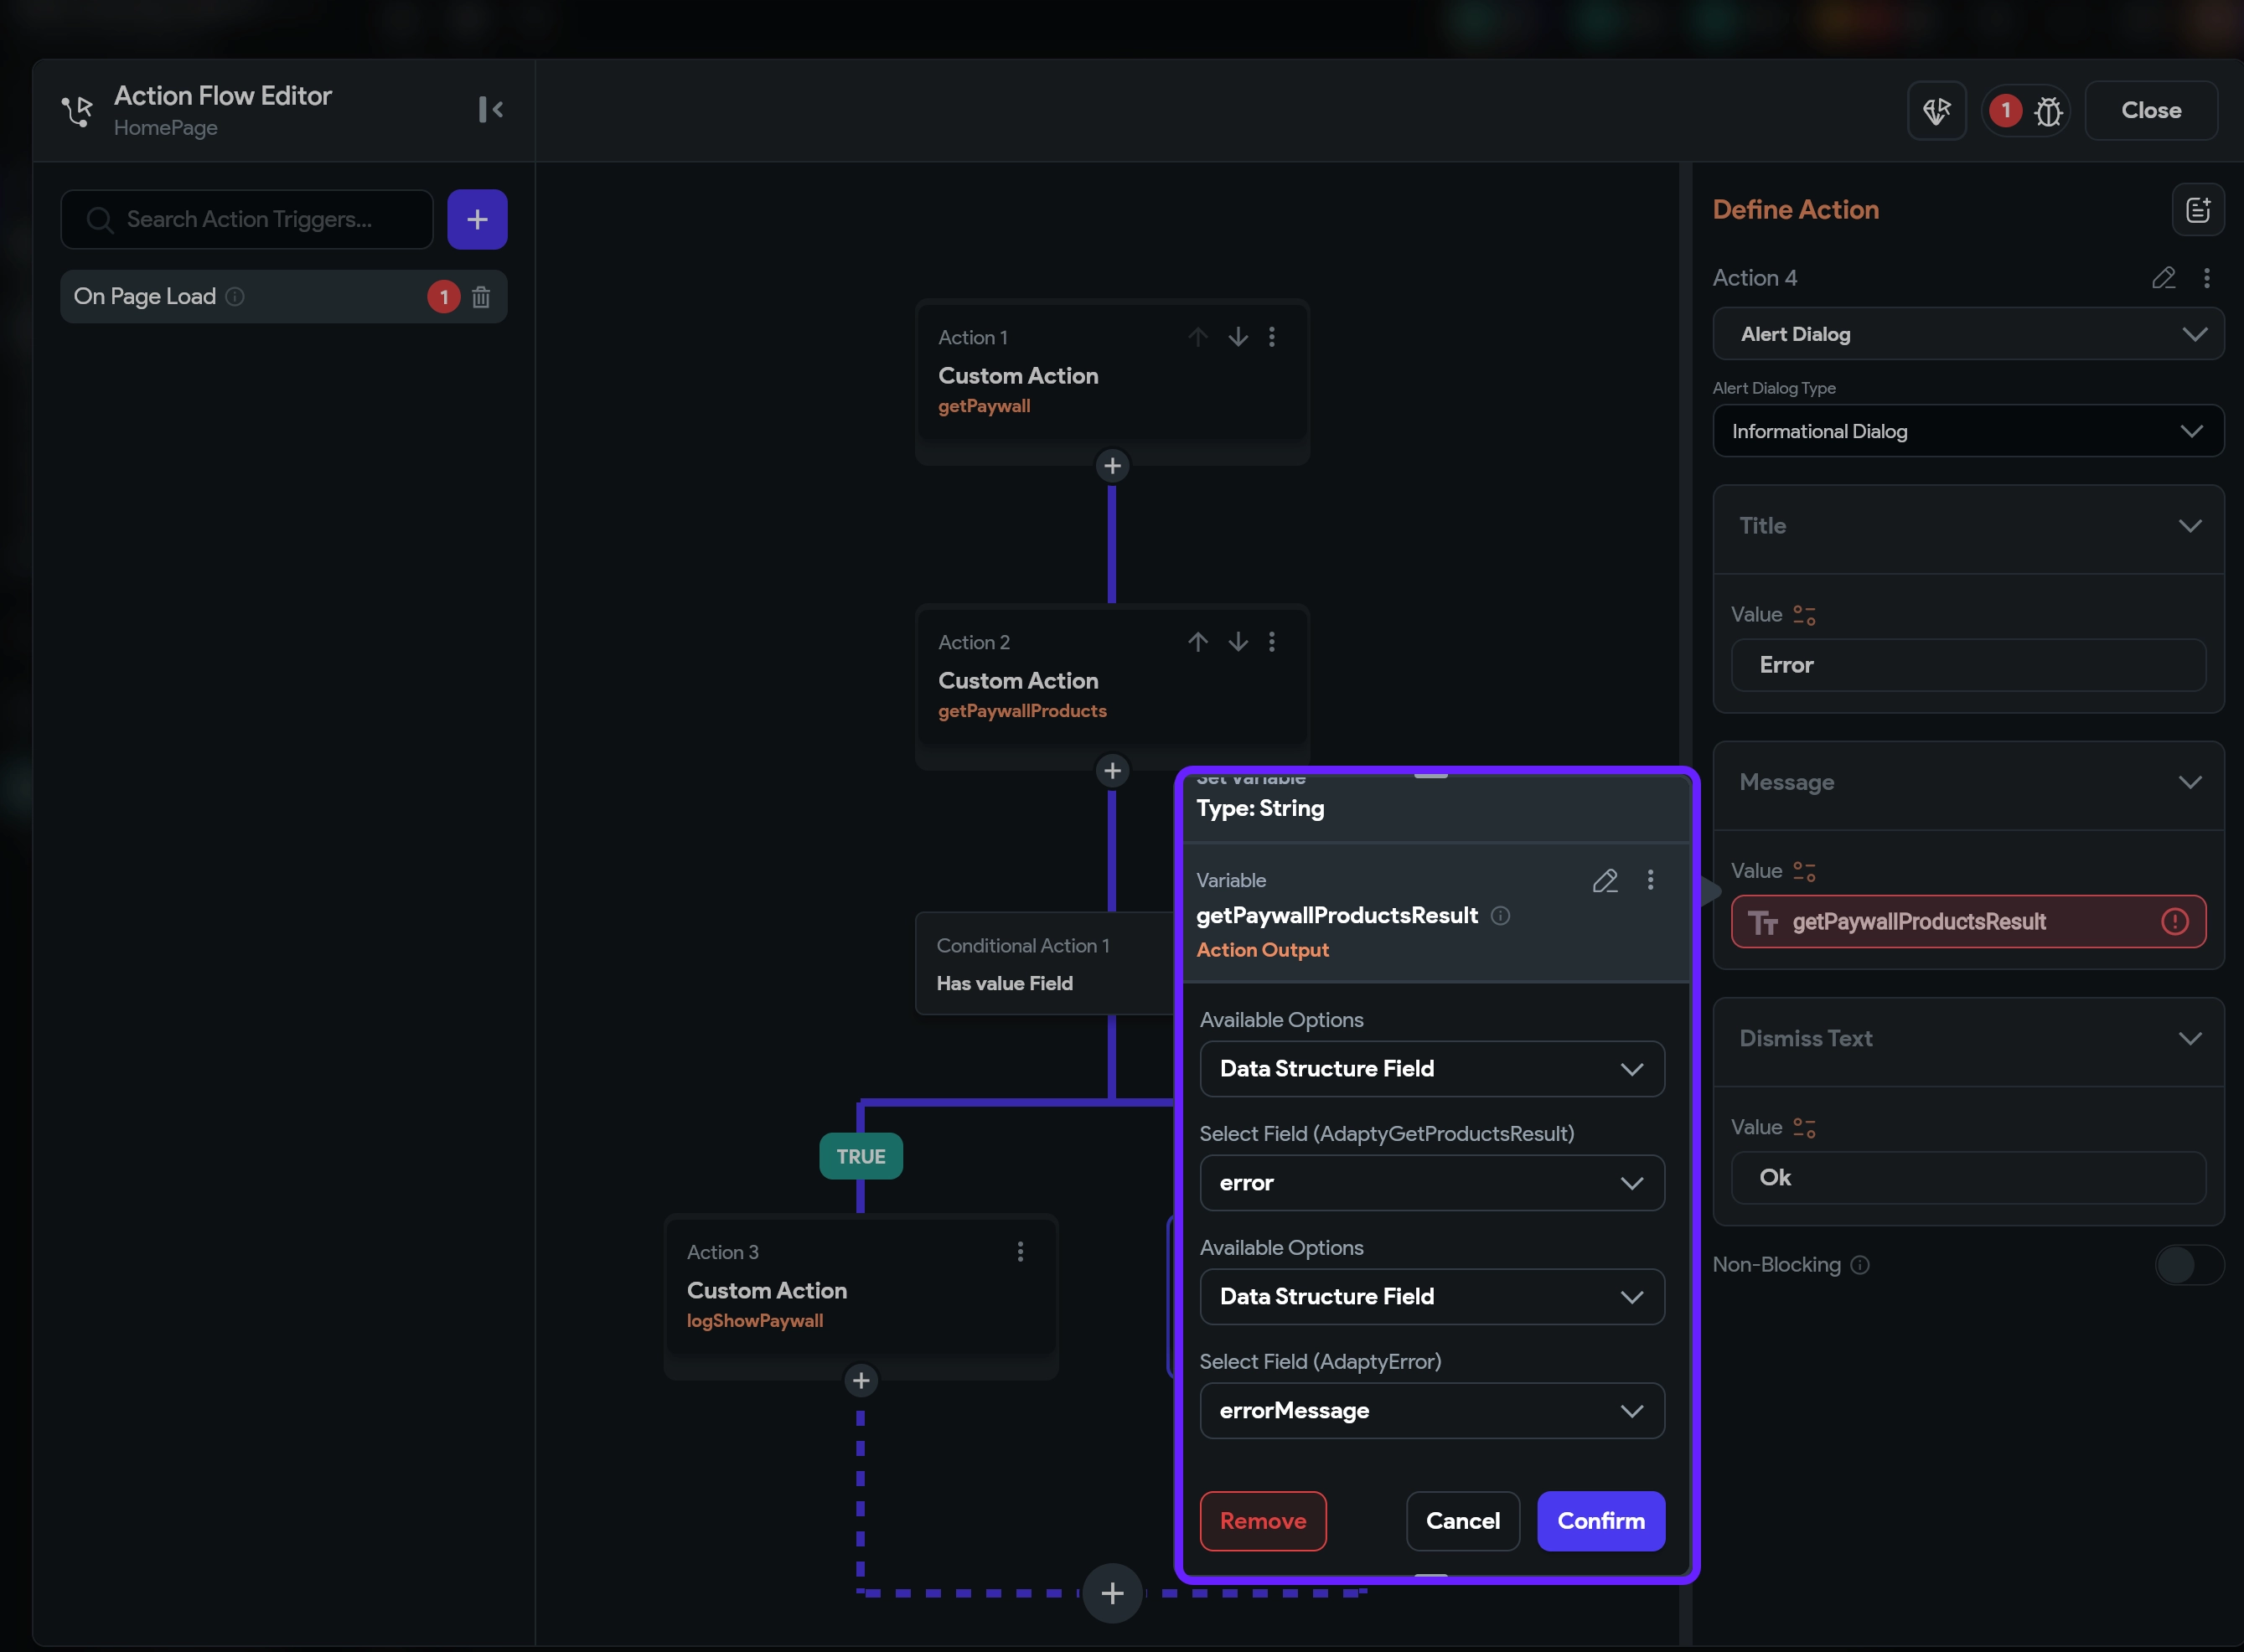 Action Flow Editor
HomePage
1
Close
Search Action Triggers...
On Page Load
1
Action 1
Custom Action
getPaywall
Action 2
Custom Action
getPaywallProducts
Conditional Action 1
Has value Field
TRUE
Action 3
Custom Action
logShowPaywall
Set Variable
Type: String
Variable
getPaywallProductsResult
Action Output
Available Options
Data Structure Field
Select Field (AdaptyGetProductsResult)
error
Available Options
Data Structure Field
Select Field (AdaptyError)
errorMessage
Remove
Cancel
Confirm
Define Action
Action 4
Alert Dialog
Alert Dialog Type
Informational Dialog
Title
Value
Error
Message
Value
getPaywallProductsResult
Dismiss Text
Value
Ok
Non-Blocking